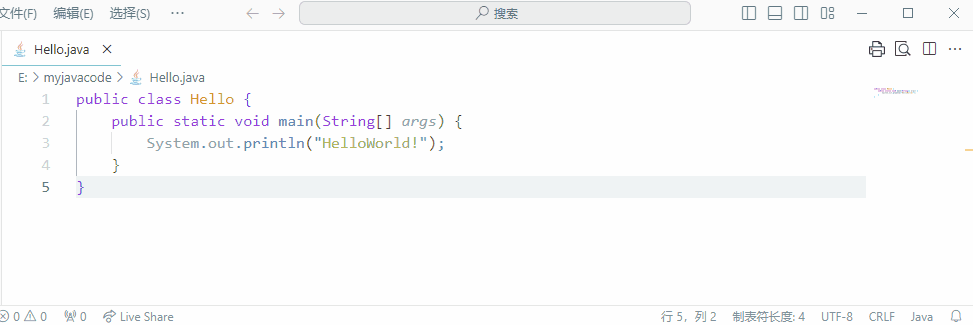 文件(F) 编辑(E) 选择(S) ··· 搜索
Hello.java
E: > myjavacode > Hello.java
1 public class Hello {
2 public static void main(String[] args) {
3 System.out.println("HelloWorld!");
4 }
5 }
0 0 0 Live Share 行 5，列 2 制表符长度: 4 UTF-8 CRLF Java